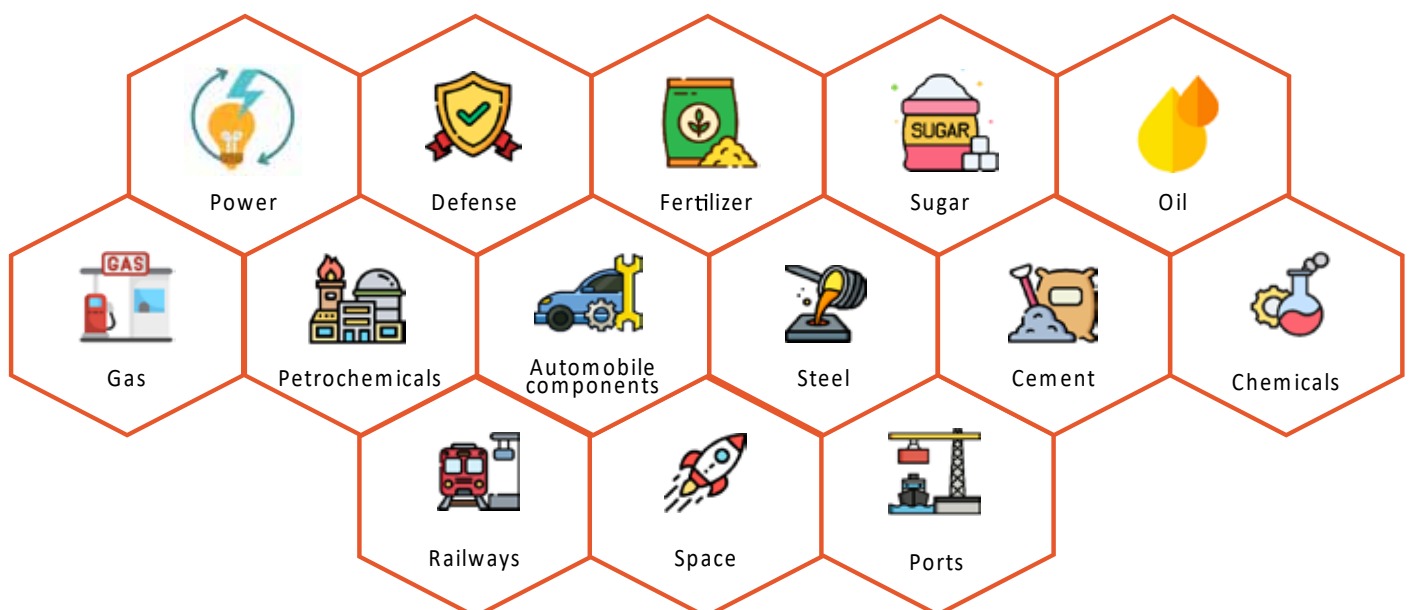 Power
Defense
Fertilizer
SUGAR
Sugar
Oil
GAS
Gas
Petrochemicals
Automobile
components
Steel
Cement
Chemicals
Railways
Space
Ports